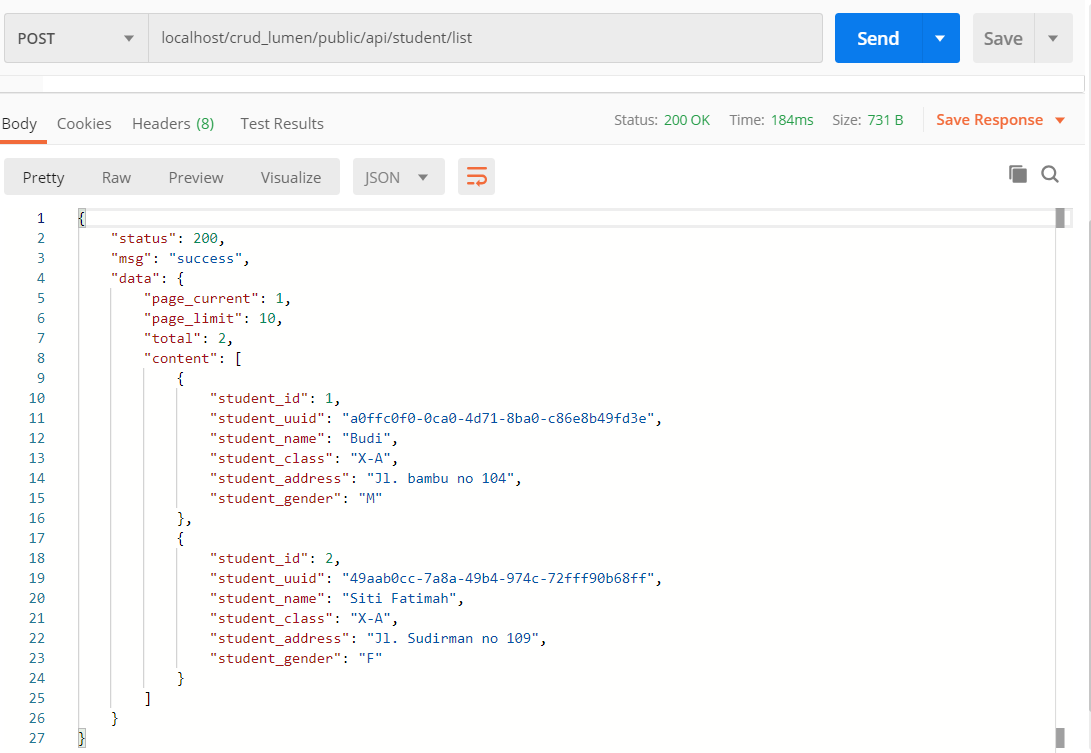 POST localhost/crud_lumen/public/api/student/list Send Save
Body Cookies Headers (8) Test Results Status: 200 OK Time: 184ms Size: 731 B Save Response
Pretty Raw Preview Visualize JSON
1 {
2 "status": 200,
3 "msg": "success",
4 "data": {
5 "page_current": 1,
6 "page_limit": 10,
7 "total": 2,
8 "content": [
9 {
10 "student_id": 1,
11 "student_uuid": "a0ffc0f0-0ca0-4d71-8ba0-c86e8b49fd3e",
12 "student_name": "Budi",
13 "student_class": "X-A",
14 "student_address": "Jl. bambu no 104",
15 "student_gender": "M"
16 },
17 {
18 "student_id": 2,
19 "student_uuid": "49aab0cc-7a8a-49b4-974c-72fff90b68ff",
20 "student_name": "Siti Fatimah",
21 "student_class": "X-A",
22 "student_address": "Jl. Sudirman no 109",
23 "student_gender": "F"
24 }
25 ]
26 }
27 }